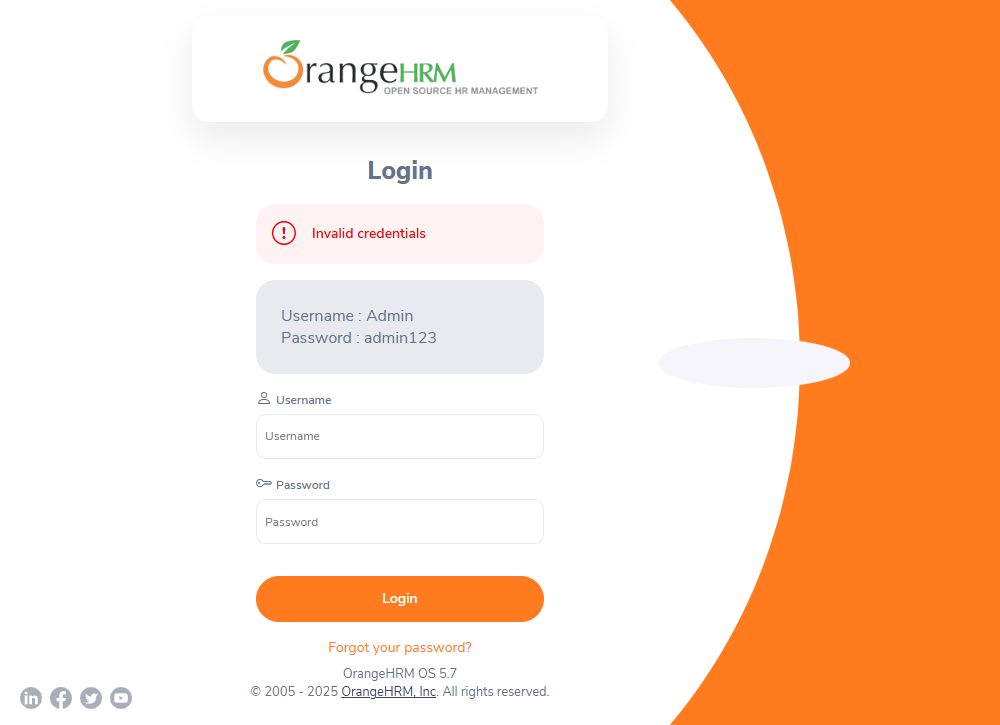 OrangeHRM
OPEN SOURCE HR MANAGEMENT
Login
Invalid credentials
Username : Admin
Password : admin123
Username
Username
Password
Password
Login
Forgot your password?
OrangeHRM OS 5.7
© 2005 - 2025 OrangeHRM, Inc. All rights reserved.